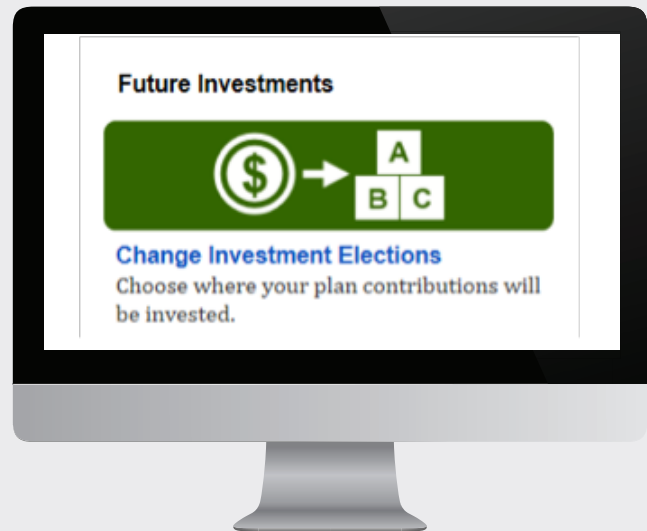 Future Investments
$
A
B C
Change Investment Elections
Choose where your plan contributions will
be invested.